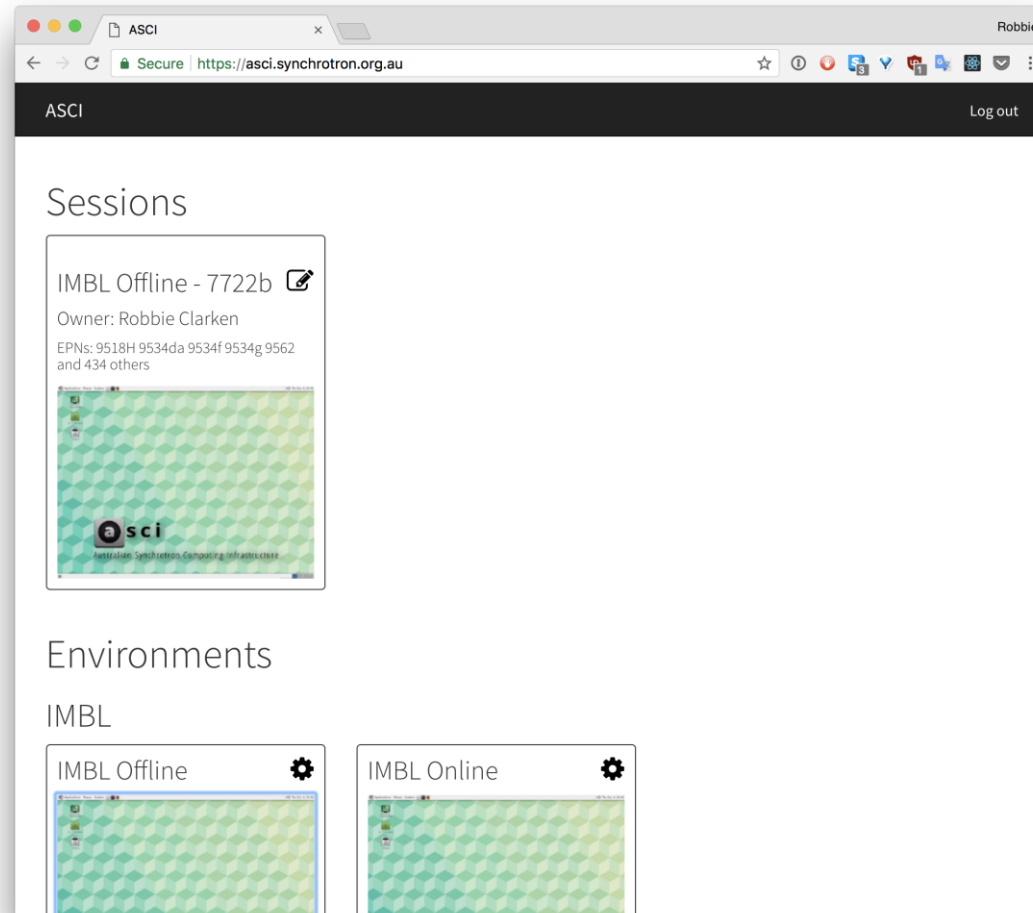 ASCI
Robbie
Secure
https://asci.synchrotron.org.au
3
1
ASCI
Log out
Sessions
IMBL Offline - 7722b
Owner: Robbie Clarken
EPNs: 9518H 9534da 9534f 9534g 9562
and 434 others
asci
Australian Synchrotron Computing Infrastructure
Environments
IMBL
IMBL Offline
IMBL Online